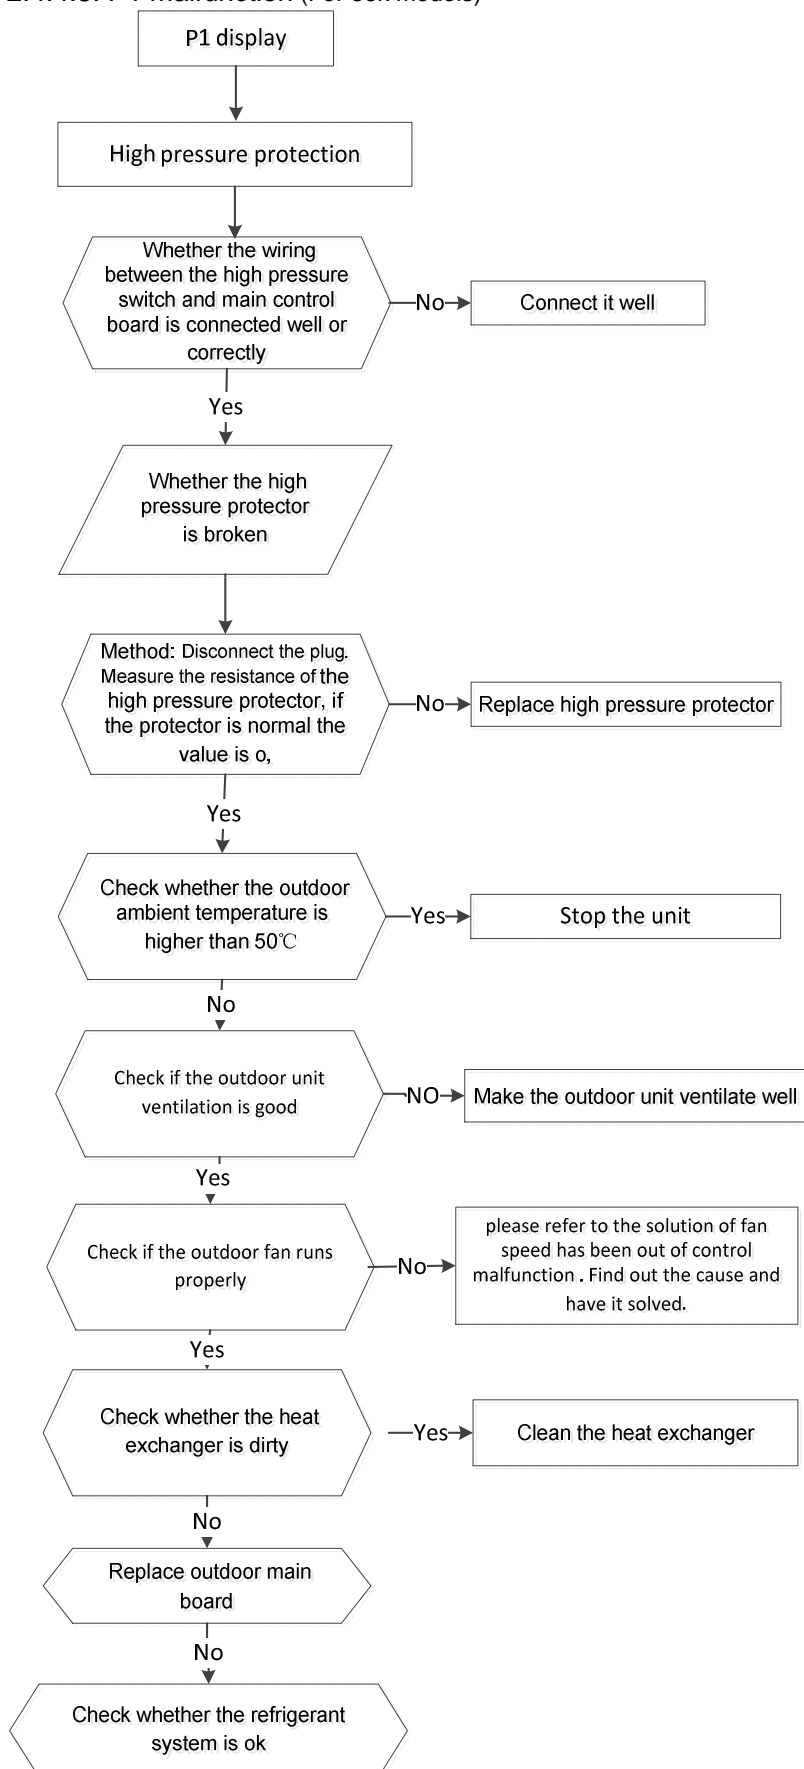 P1 display
High pressure protection
Whether the wiring
between the high pressure
switch and main control
board is connected well or
correctly
No
Connect it well
Yes
Whether the high
pressure protector
is broken
Method: Disconnect the plug.
Measure the resistance of the
high pressure protector, if
the protector is normal the
value is o,
No
Replace high pressure protector
Yes
Check whether the outdoor
ambient temperature is
higher than 50℃
Yes
Stop the unit
No
Check if the outdoor unit
ventilation is good
NO
Make the outdoor unit ventilate well
Yes
Check if the outdoor fan runs
properly
No
please refer to the solution of fan
speed has been out of control
malfunction . Find out the cause and
have it solved.
Yes
Check whether the heat
exchanger is dirty
Yes
Clean the heat exchanger
No
Replace outdoor main
board
No
Check whether the refrigerant
system is ok